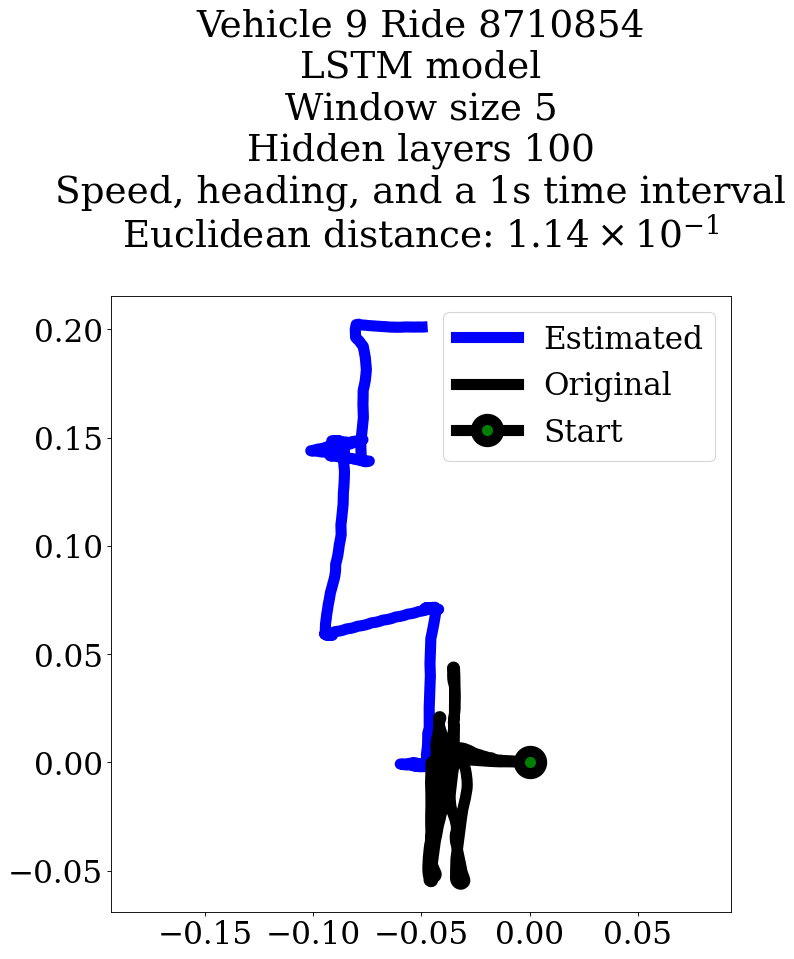 Vehicle 9 Ride 8710854
LSTM model
Window size 5
Hidden layers 100
Speed, heading, and a 1s time interval
Euclidean distance: 1.14 × 10⁻¹
Estimated
Original
Start
0.20
0.15
0.10
0.05
0.00
−0.05
−0.15 −0.10 −0.05 0.00 0.05